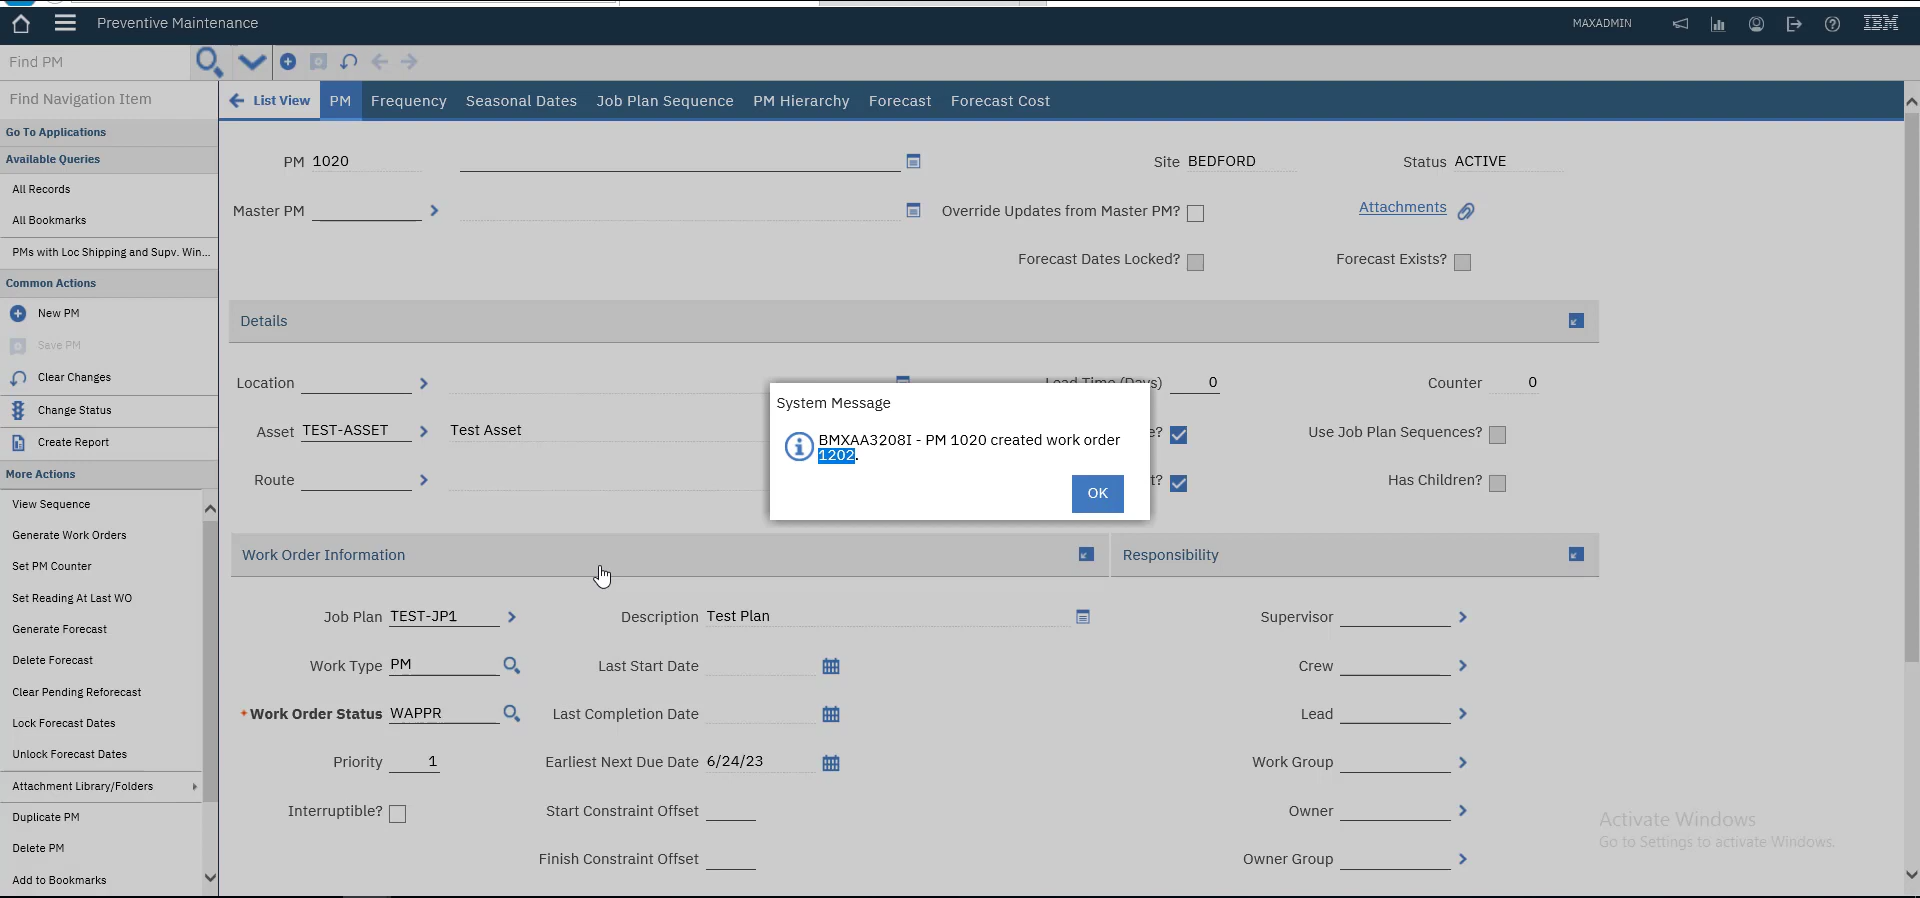 Preventive Maintenance
MAXADMIN
IBM
Find PM
Find Navigation Item
List View PM Frequency Seasonal Dates Job Plan Sequence PM Hierarchy Forecast Forecast Cost
Go To Applications
Available Queries
All Records
All Bookmarks
PMs with Loc Shipping and Supv. Win...
Common Actions
New PM
Save PM
Clear Changes
Change Status
Create Report
More Actions
View Sequence
Generate Work Orders
Set PM Counter
Set Reading At Last WO
Generate Forecast
Delete Forecast
Clear Pending Reforecast
Lock Forecast Dates
Unlock Forecast Dates
Attachment Library/Folders
Duplicate PM
Delete PM
Add to Bookmarks
PM 1020 Site BEDFORD Status ACTIVE
Master PM Override Updates from Master PM? Attachments
Forecast Dates Locked? Forecast Exists?
Details
Location Lead Time (Days) 0 Counter 0
Asset TEST-ASSET Test Asset ? Use Job Plan Sequences?
Route t? Has Children?
System Message
BMXAA3208I - PM 1020 created work order
1202.
OK
Work Order Information
Job Plan TEST-JP1 Description Test Plan
Work Type PM Last Start Date
*Work Order Status WAPPR Last Completion Date
Priority 1 Earliest Next Due Date 6/24/23
Interruptible? Start Constraint Offset
Finish Constraint Offset
Responsibility
Supervisor
Crew
Lead
Work Group
Owner
Owner Group
Activate Windows
Go to Settings to activate Windows.